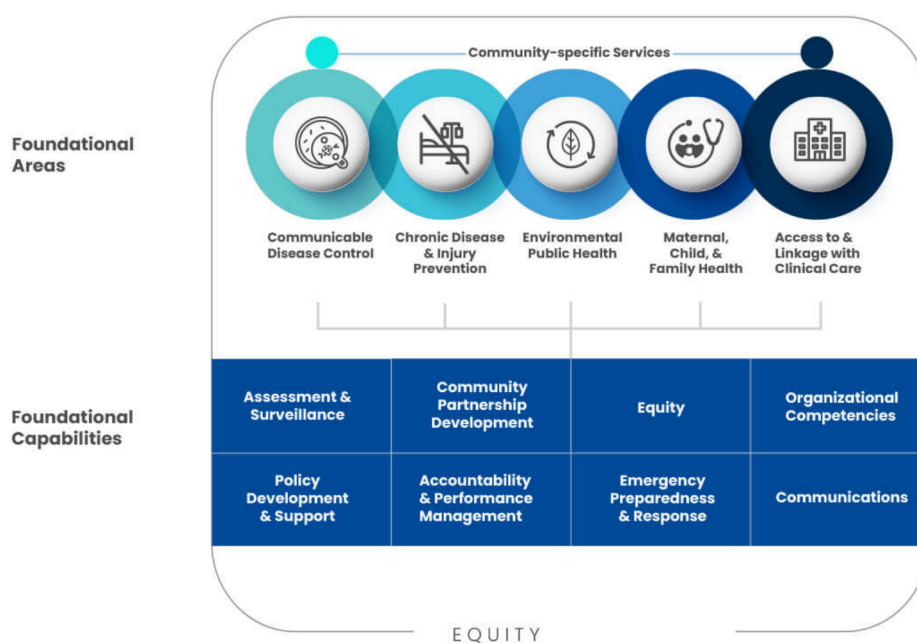 Community-specific Services
Foundational
Areas
Communicable
Disease Control
Chronic Disease
& Injury
Prevention
Environmental
Public Health
Maternal,
Child, &
Family Health
Access to &
Linkage with
Clinical Care
Foundational
Capabilities
Assessment &
Surveillance
Community
Partnership
Development
Equity
Organizational
Competencies
Policy
Development
& Support
Accountability
& Performance
Management
Emergency
Preparedness
& Response
Communications
EQUITY